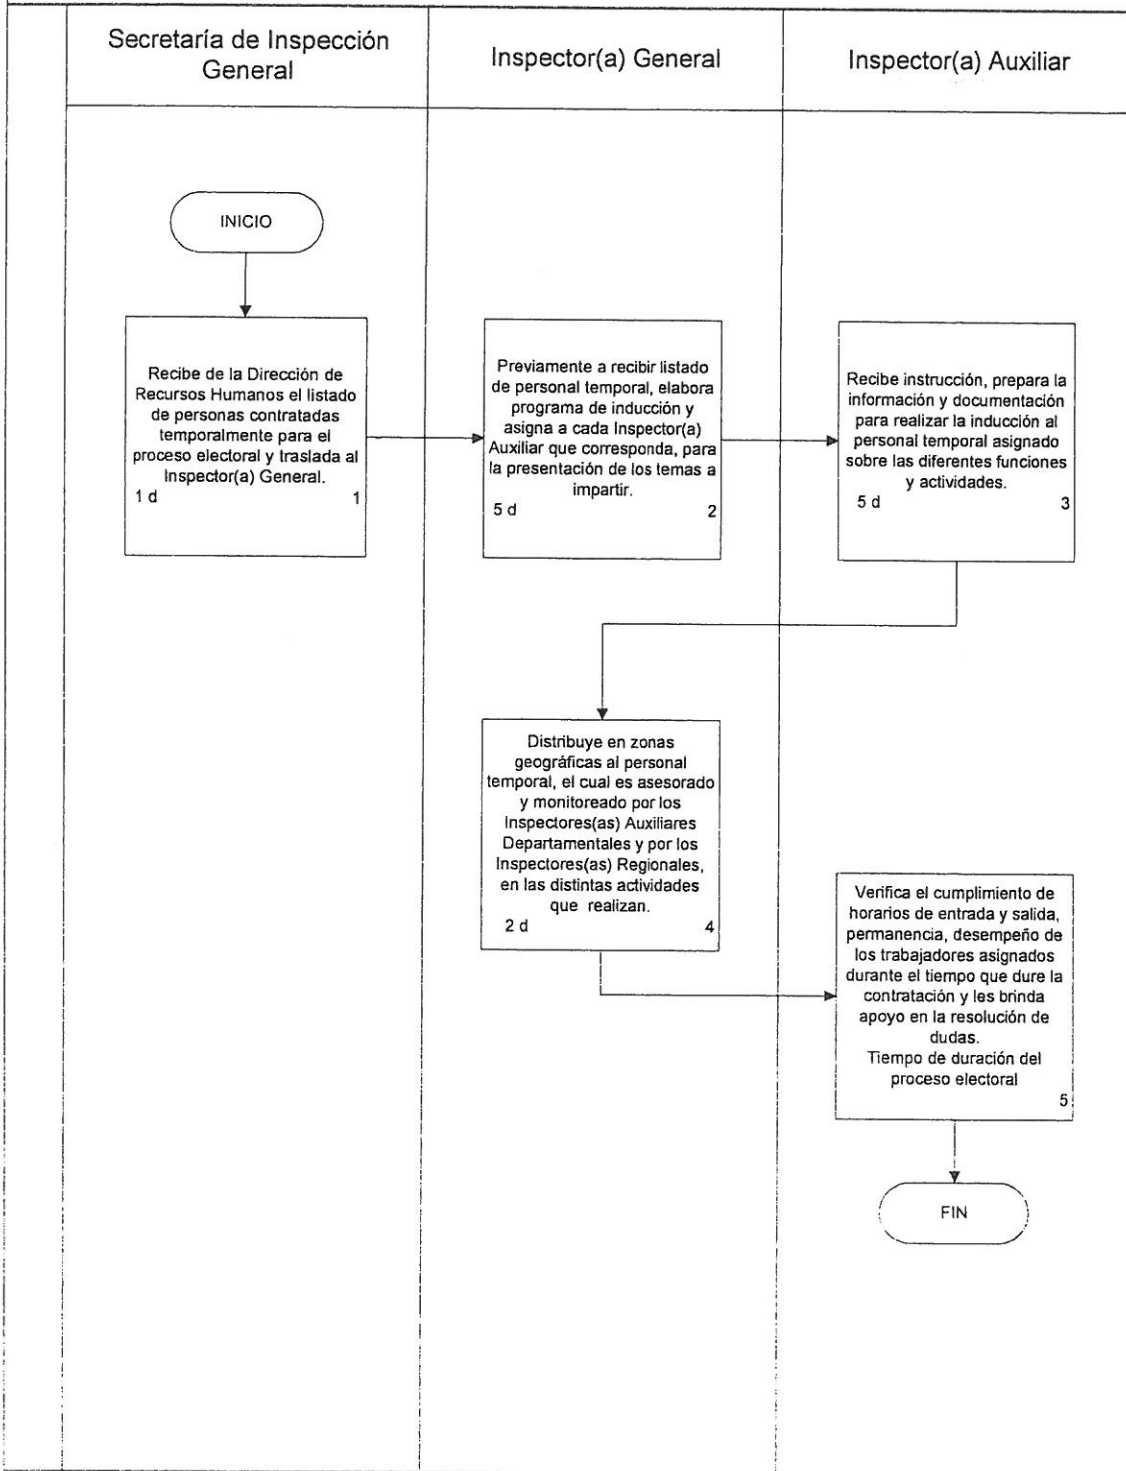 Secretaría de Inspección
General
Inspector(a) General
Inspector(a) Auxiliar
INICIO
Recibe de la Dirección de
Recursos Humanos el listado
de personas contratadas
temporalmente para el
proceso electoral y traslada al
Inspector(a) General.
1 d 1
Previamente a recibir listado
de personal temporal, elabora
programa de inducción y
asigna a cada Inspector(a)
Auxiliar que corresponda, para
la presentación de los temas a
impartir.
5 d 2
Recibe instrucción, prepara la
información y documentación
para realizar la inducción al
personal temporal asignado
sobre las diferentes funciones
y actividades.
5 d 3
Distribuye en zonas
geográficas al personal
temporal, el cual es asesorado
y monitoreado por los
Inspectores(as) Auxiliares
Departamentales y por los
Inspectores(as) Regionales,
en las distintas actividades
que realizan.
2 d 4
Verifica el cumplimiento de
horarios de entrada y salida,
permanencia, desempeño de
los trabajadores asignados
durante el tiempo que dure la
contratación y les brinda
apoyo en la resolución de
dudas.
Tiempo de duración del
proceso electoral
5
FIN